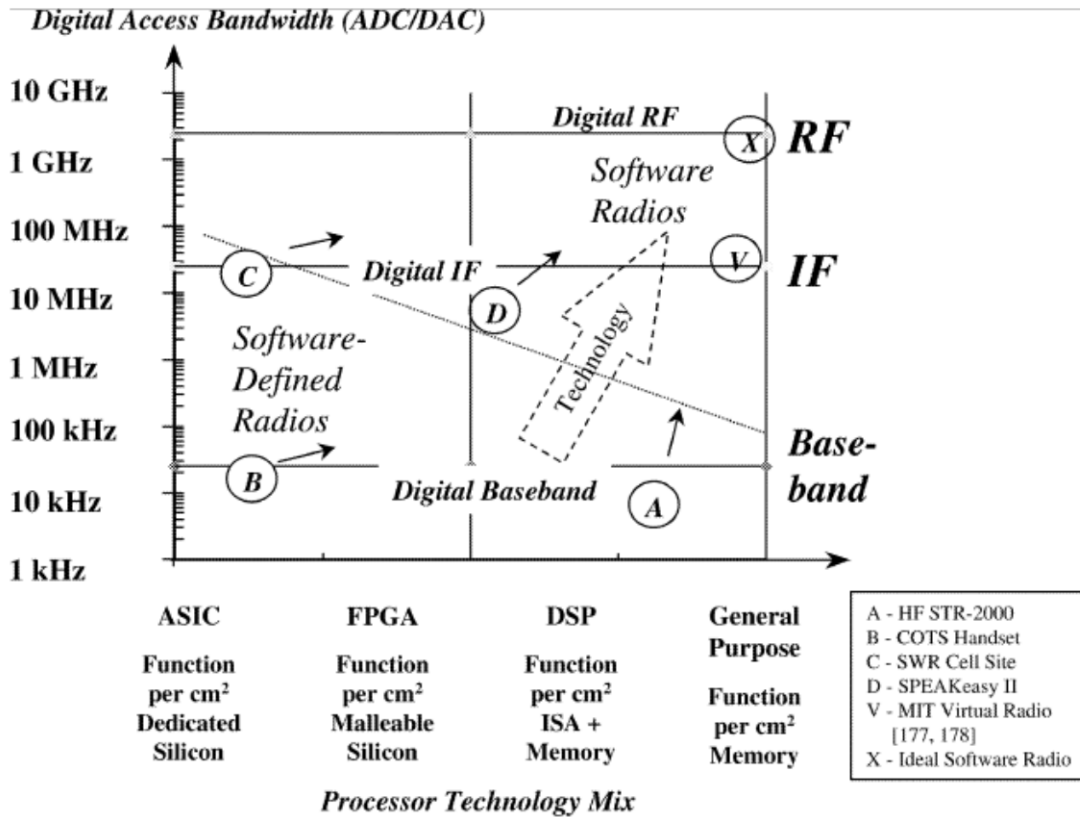 Digital Access Bandwidth (ADC/DAC)
10 GHz
1 GHz
100 MHz
10 MHz
1 MHz
100 kHz
10 kHz
1 kHz
Digital RF
X
RF
Software
Radios
C
Digital IF
V
IF
D
Software-
Defined
Radios
Technology
B
Digital Baseband
A
Base-
band
ASIC
Function
per cm²
Dedicated
Silicon
FPGA
Function
per cm²
Malleable
Silicon
DSP
Function
per cm²
ISA +
Memory
General
Purpose
Function
per cm²
Memory
Processor Technology Mix
A - HF STR-2000
B - COTS Handset
C - SWR Cell Site
D - SPEAKeasy II
V - MIT Virtual Radio
[177, 178]
X - Ideal Software Radio